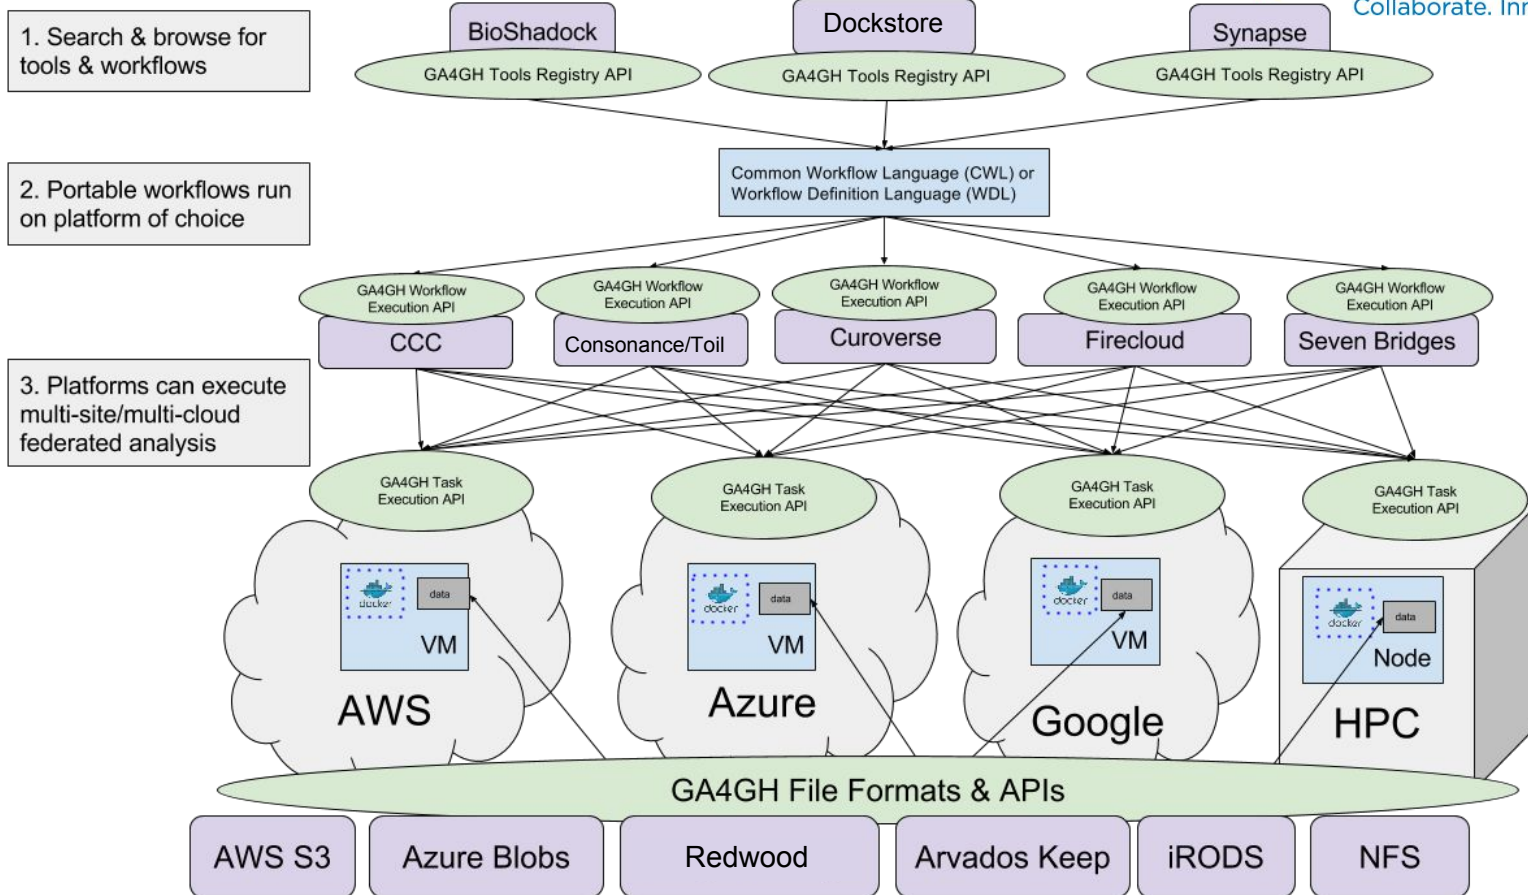 Collaborate.
1. Search & browse for
tools & workflows
BioShadock
Dockstore
Synapse
GA4GH Tools Registry API
GA4GH Tools Registry API
GA4GH Tools Registry API
2. Portable workflows run
on platform of choice
Common Workflow Language (CWL) or
Workflow Definition Language (WDL)
GA4GH Workflow
Execution API
GA4GH Workflow
Execution API
GA4GH Workflow
Execution API
GA4GH Workflow
Execution API
GA4GH Workflow
Execution API
CCC
Consonance/Toil
Curoverse
Firecloud
Seven Bridges
3. Platforms can execute
multi-site/multi-cloud
federated analysis
GA4GH Task
Execution API
GA4GH Task
Execution API
GA4GH Task
Execution API
GA4GH Task
Execution API
docker
data
VM
AWS
docker
data
VM
Azure
docker
data
VM
Google
docker
data
Node
HPC
GA4GH File Formats & APIs
AWS S3
Azure Blobs
Redwood
Arvados Keep
iRODS
NFS